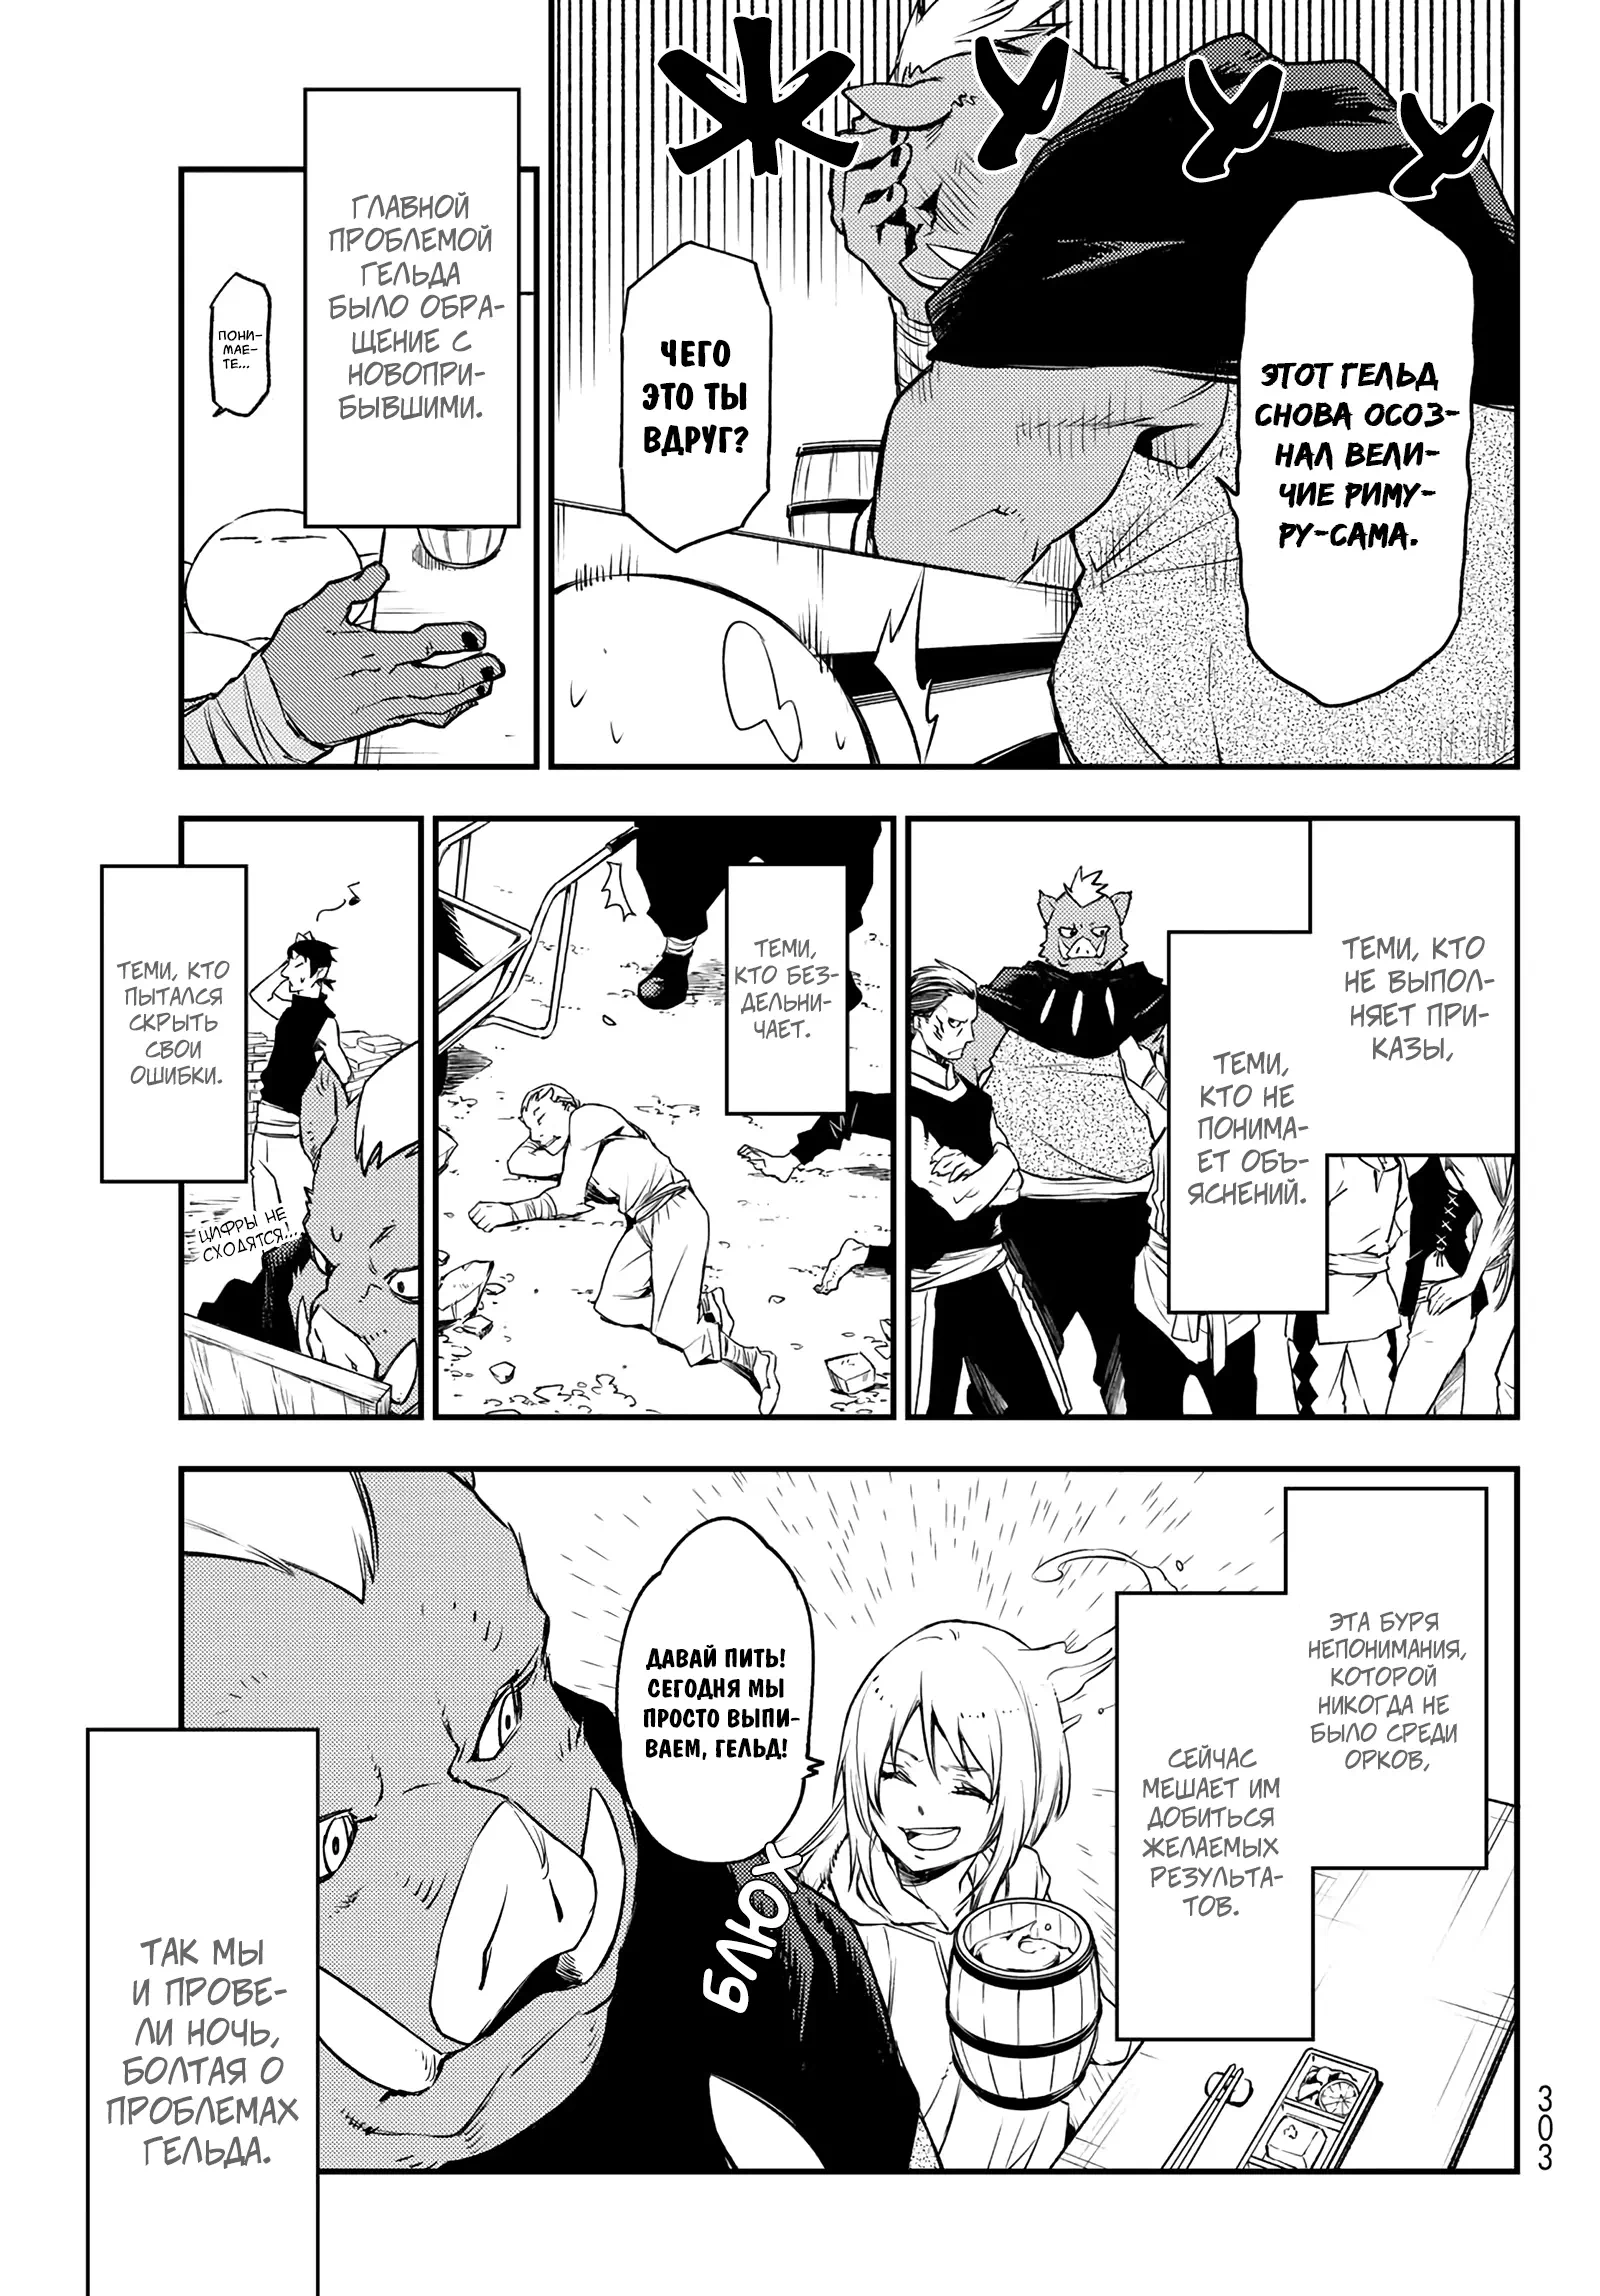 ЖУУУ
ЭТОТ ГЕЛЬД
СНОВА ОСОЗ-
НАЛ ВЕЛИ-
ЧИЕ РИМУ-
РУ-САМА.
ЧЕГО
ЭТО ТЫ
ВДРУГ?
ГЛАВНОЙ
ПРОБЛЕМОЙ
ГЕЛЬДА
БЫЛО ОБРА-
ЩЕНИЕ С
НОВОПРИ-
БЫВШИМИ.
ПОНИ-
МАЕ-
ТЕ...
ТЕМИ, КТО
НЕ ВЫПОЛ-
НЯЕТ ПРИ-
КАЗЫ,
ТЕМИ,
КТО НЕ
ПОНИМА-
ЕТ ОБЪ-
ЯСНЕНИЙ.
ТЕМИ,
КТО БЕЗ-
ДЕЛЬНИ-
ЧАЕТ.
ТЕМИ, КТО
ПЫТАЛСЯ
СКРЫТЬ
СВОИ
ОШИБКИ.
ЦИФРЫ НЕ
СХОДЯТСЯ!..
ЭТА БУРЯ
НЕПОНИМАНИЯ,
КОТОРОЙ
НИКОГДА НЕ
БЫЛО СРЕДИ
ОРКОВ,
СЕЙЧАС
МЕШАЕТ ИМ
ДОБИТЬСЯ
ЖЕЛАЕМЫХ
РЕЗУЛЬТА-
ТОВ.
ДАВАЙ ПИТЬ!
СЕГОДНЯ МЫ
ПРОСТО ВЫПИ-
ВАЕМ, ГЕЛЬД!
БЛЮХ
ТАК МЫ
И ПРОВЕ-
ЛИ НОЧЬ,
БОЛТАЯ О
ПРОБЛЕМАХ
ГЕЛЬДА.
303